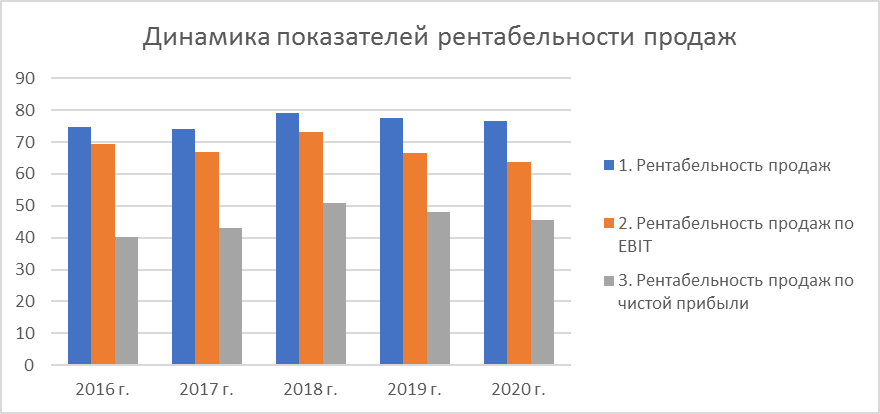 Динамика показателей рентабельности продаж
90
80
70
60
50
40
30
20
10
0
2016 г.
2017 г.
2018 г.
2019 г.
2020 г.
1. Рентабельность продаж
2. Рентабельность продаж по
EBIT
3. Рентабельность продаж по
чистой прибыли